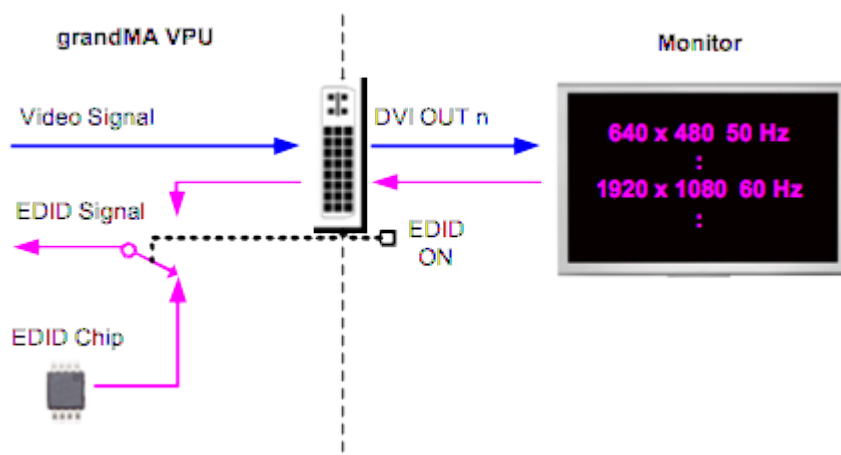 grandMA VPU
Monitor
Video Signal
DVI OUT n
640 x 480 50 Hz
:
1920 x 1080 60 Hz
:
EDID Signal
EDID
ON
EDID Chip